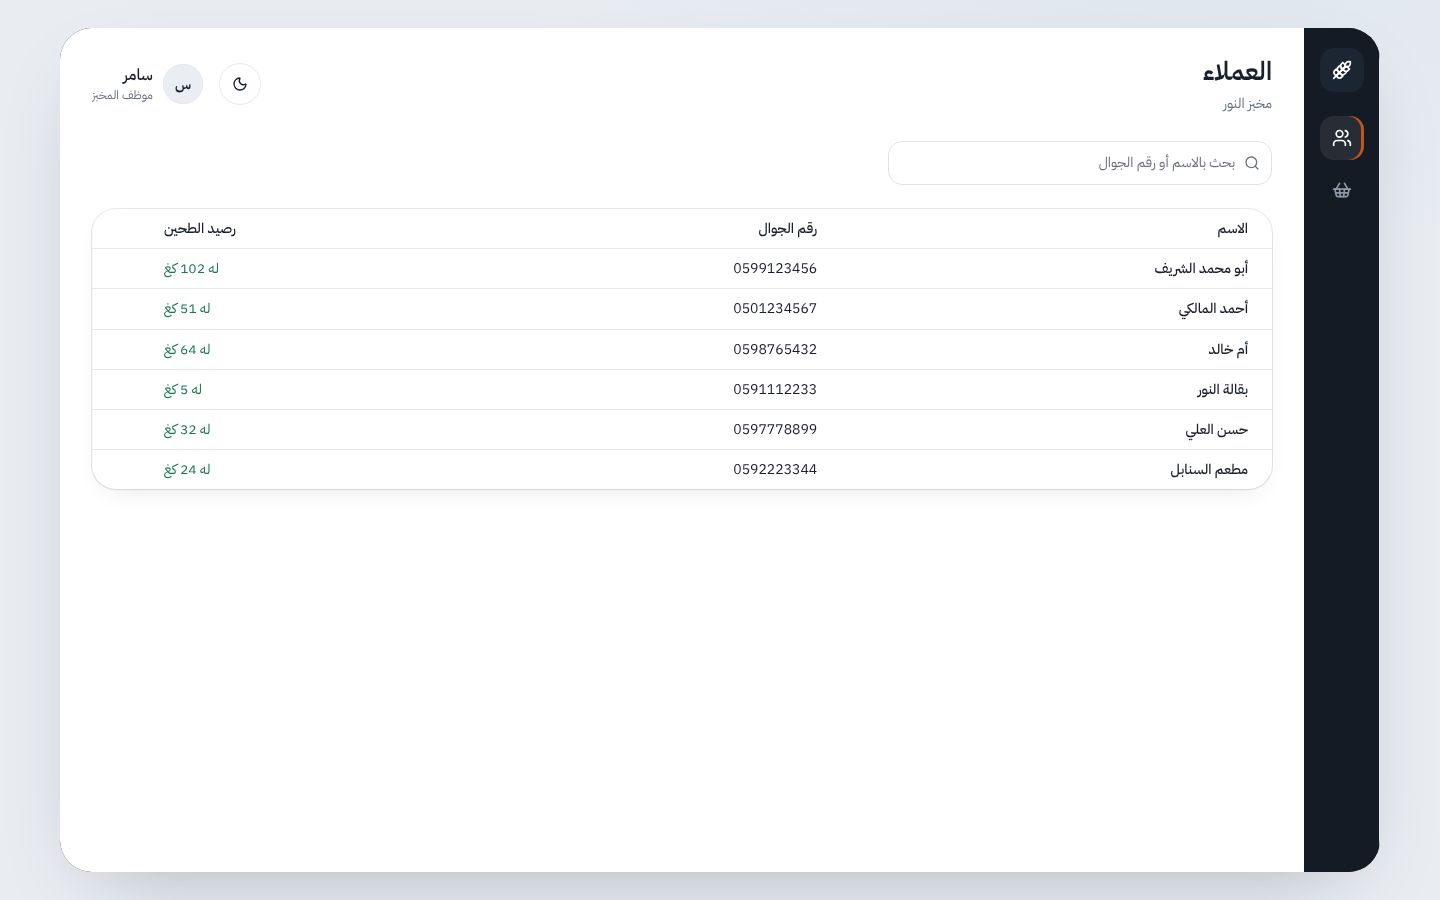 العملاء
مخبز النور
سامر
موظف المخبز
س
بحث بالاسم أو رقم الجوال
الاسم رقم الجوال رصيد الطحين
أبو محمد الشريف 0599123456 له 102 كغ
أحمد المالكي 0501234567 له 51 كغ
أم خالد 0598765432 له 64 كغ
بقالة النور 0591112233 له 5 كغ
حسن العلي 0597778899 له 32 كغ
مطعم السنابل 0592223344 له 24 كغ